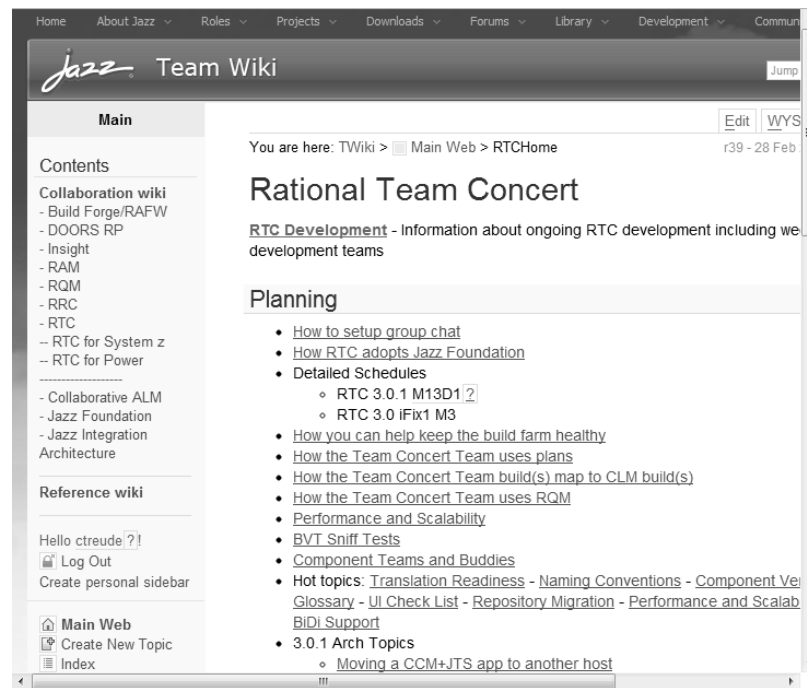 Home About Jazz Roles Projects Downloads Forums Library Development Commun
jazz Team Wiki
Jump
Main
Edit WYS
You are here: TWiki > Main Web > RTCHome r39 - 28 Feb
Contents
Collaboration wiki
- Build Forge/RAFW
- DOORS RP
- Insight
- RAM
- RQM
- RRC
- RTC
-- RTC for System z
-- RTC for Power
-------------------
- Collaborative ALM
- Jazz Foundation
- Jazz Integration
Architecture
Reference wiki
Hello ctreude ? !
Log Out
Create personal sidebar
Main Web
Create New Topic
Index
Rational Team Concert
RTC Development - Information about ongoing RTC development including we
development teams
Planning
• How to setup group chat
• How RTC adopts Jazz Foundation
• Detailed Schedules
◦ RTC 3.0.1 M13D1 ?
◦ RTC 3.0 iFix1 M3
• How you can help keep the build farm healthy
• How the Team Concert Team uses plans
• How the Team Concert Team build(s) map to CLM build(s)
• How the Team Concert Team uses RQM
• Performance and Scalability
• BVT Sniff Tests
• Component Teams and Buddies
• Hot topics: Translation Readiness - Naming Conventions - Component Ver
Glossary - UI Check List - Repository Migration - Performance and Scalab
BiDi Support
• 3.0.1 Arch Topics
◦ Moving a CCM+JTS app to another host